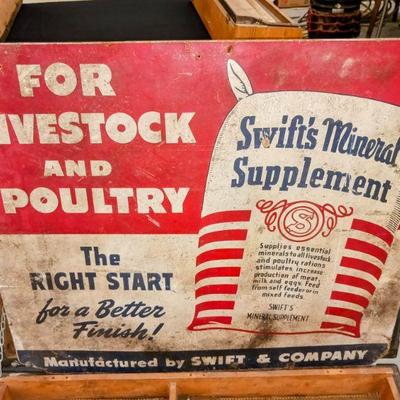 FOR
LIVESTOCK
AND
POULTRY
The
RIGHT START
for a Better
Finish!
Swift's Mineral
Supplement
S
Supplies essential
minerals to all livestock
and poultry rations
stimulates increase
production of meat,
milk and eggs. Feed
from self feeder or in
mixed feeds.
SWIFT'S
MINERAL SUPPLEMENT
Manufactured by SWIFT & COMPANY